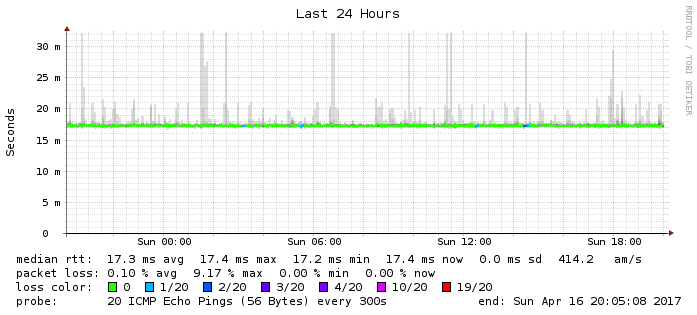 Last 24 Hours
RRDTOOL / TOBI OETIKER
Seconds
30 m
25 m
20 m
15 m
10 m
5 m
0
Sun 00:00 Sun 06:00 Sun 12:00 Sun 18:00
median rtt: 17.3 ms avg 17.4 ms max 17.2 ms min 17.4 ms now 0.0 ms sd 414.2 am/s
packet loss: 0.10 % avg 9.17 % max 0.00 % min 0.00 % now
loss color: 0 1/20 2/20 3/20 4/20 10/20 19/20
probe: 20 ICMP Echo Pings (56 Bytes) every 300s end: Sun Apr 16 20:05:08 2017